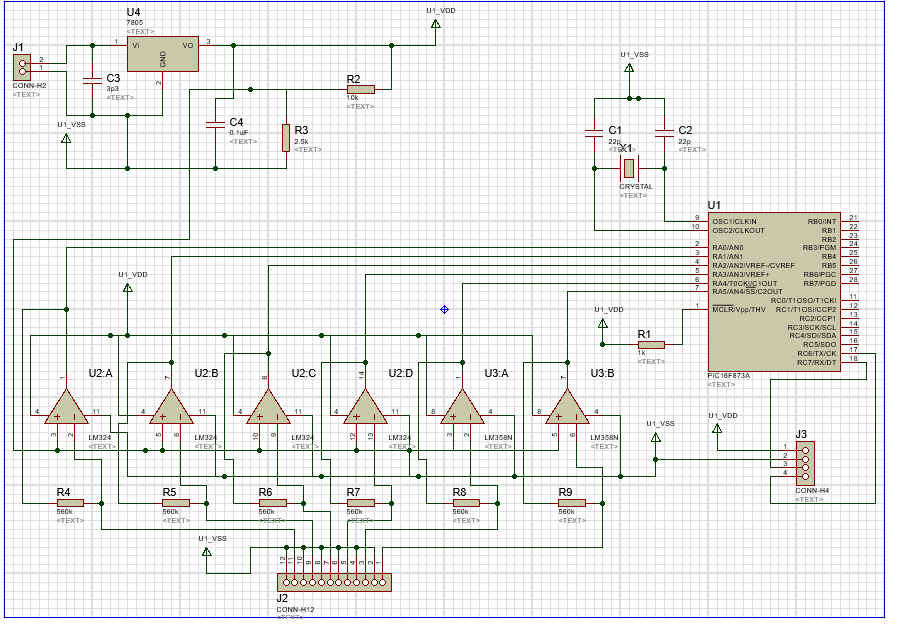 U4
7805
<TEXT>
1
VI
VO
3
GND
2
J1
2
1
CONN-H2
<TEXT>
C3
3p3
<TEXT>
U1_VDD
R2
10k
<TEXT>
U1_VSS
C4
0.1uF
<TEXT>
R3
2.5k
<TEXT>
U1_VSS
C1
22p
<TEXT>
C2
22p
<TEXT>
X1
CRYSTAL
<TEXT>
U1
9
OSC1/CLKIN
RB0/INT
21
10
OSC2/CLKOUT
RB1
22
RB2
23
2
RA0/AN0
RB3/PGM
24
3
RA1/AN1
RB4
25
4
RA2/AN2/VREF-/CVREF
RB5
26
5
RA3/AN3/VREF+
RB6/PGC
27
6
RA4/T0CKI/C1OUT
RB7/PGD
28
7
RA5/AN4/SS/C2OUT
RC0/T1OSO/T1CKI
11
1
MCLR/Vpp/THV
RC1/T1OSI/CCP2
12
RC2/CCP1
13
RC3/SCK/SCL
14
RC4/SDI/SDA
15
RC5/SDO
16
RC6/TX/CK
17
RC7/RX/DT
18
PIC16F873A
<TEXT>
U1_VDD
U1_VDD
R1
1k
<TEXT>
U2:A
1
4
11
3
2
LM324
<TEXT>
U2:B
7
4
11
5
6
LM324
<TEXT>
U2:C
8
4
11
10
9
LM324
<TEXT>
U2:D
14
4
11
12
13
LM324
<TEXT>
U3:A
1
8
4
3
2
LM358N
<TEXT>
U3:B
7
8
4
5
6
LM358N
<TEXT>
U1_VSS
U1_VDD
J3
1
2
3
4
CONN-H4
<TEXT>
R4
560k
<TEXT>
R5
560k
<TEXT>
R6
560k
<TEXT>
R7
560k
<TEXT>
R8
560k
<TEXT>
R9
560k
<TEXT>
U1_VSS
12
11
10
9
8
7
6
5
4
3
2
1
J2
CONN-H12
<TEXT>